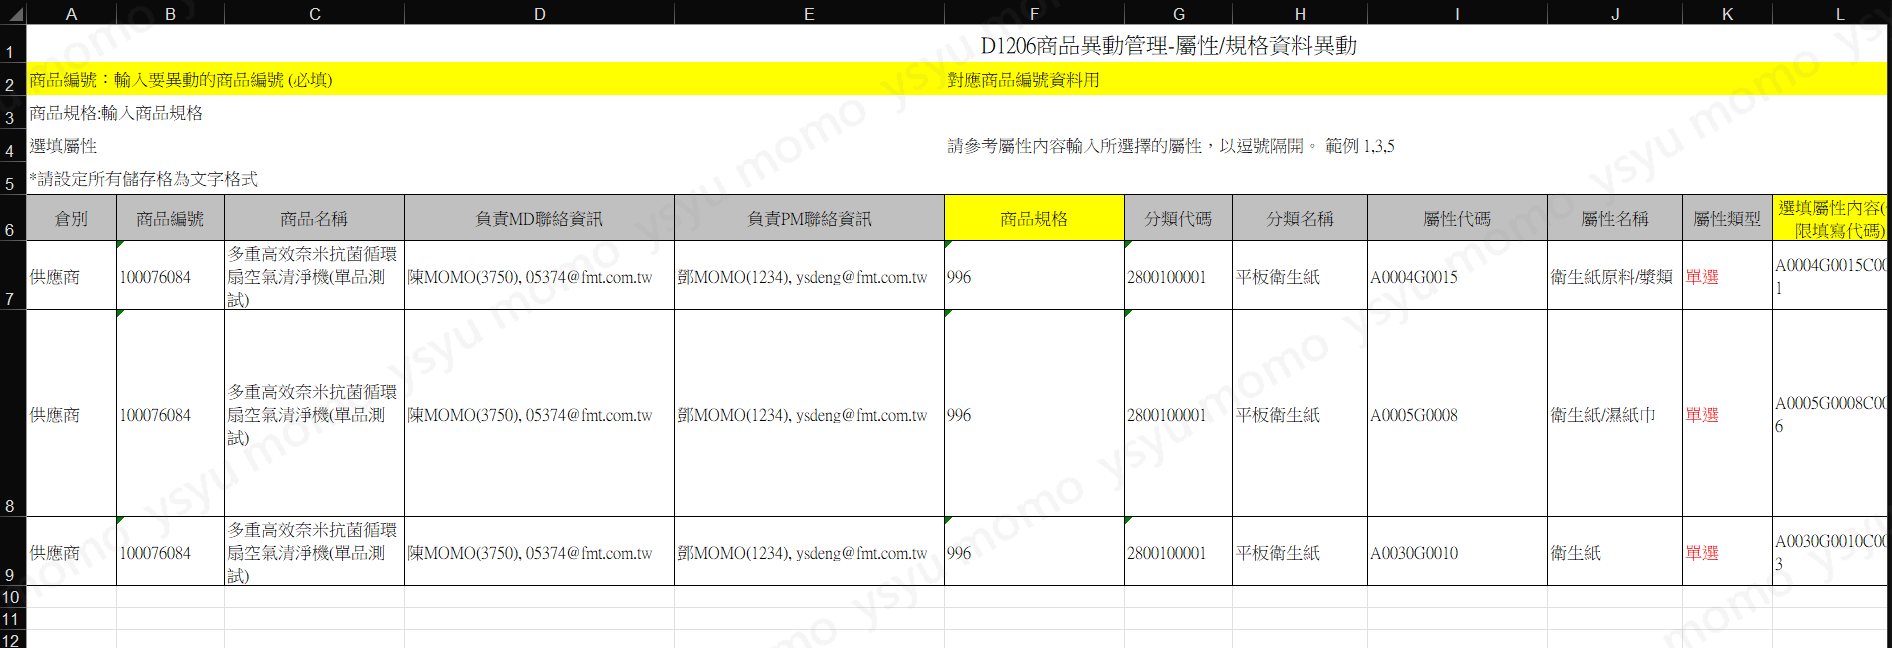 A B C D E F G H I J K L
1 D1206商品異動管理-屬性/規格資料異動
2 商品編號：輸入要異動的商品編號 (必填) 對應商品編號資料用
3 商品規格:輸入商品規格
4 選填屬性 請參考屬性內容輸入所選擇的屬性，以逗號隔開。 範例 1,3,5
5 *請設定所有儲存格為文字格式
6 倉別 商品編號 商品名稱 負責MD聯絡資訊 負責PM聯絡資訊 商品規格 分類代碼 分類名稱 屬性代碼 屬性名稱 屬性類型 選填屬性內容(
限填寫代碼)
多重高效奈米抗菌循環
7 供應商 100076084 扇空氣清淨機(單品測 陳MOMO(3750), 05374@fmt.com.tw 鄧MOMO(1234), ysdeng@fmt.com.tw 996 2800100001 平板衛生紙 A0004G0015 衛生紙原料/漿類 單選 A0004G0015C00
試) 1
多重高效奈米抗菌循環
8 供應商 100076084 扇空氣清淨機(單品測 陳MOMO(3750), 05374@fmt.com.tw 鄧MOMO(1234), ysdeng@fmt.com.tw 996 2800100001 平板衛生紙 A0005G0008 衛生紙/濕紙巾 單選 A0005G0008C00
試) 6
多重高效奈米抗菌循環
9 供應商 100076084 扇空氣清淨機(單品測 陳MOMO(3750), 05374@fmt.com.tw 鄧MOMO(1234), ysdeng@fmt.com.tw 996 2800100001 平板衛生紙 A0030G0010 衛生紙 單選 A0030G0010C00
試) 3
10
11
12
ysyu momo